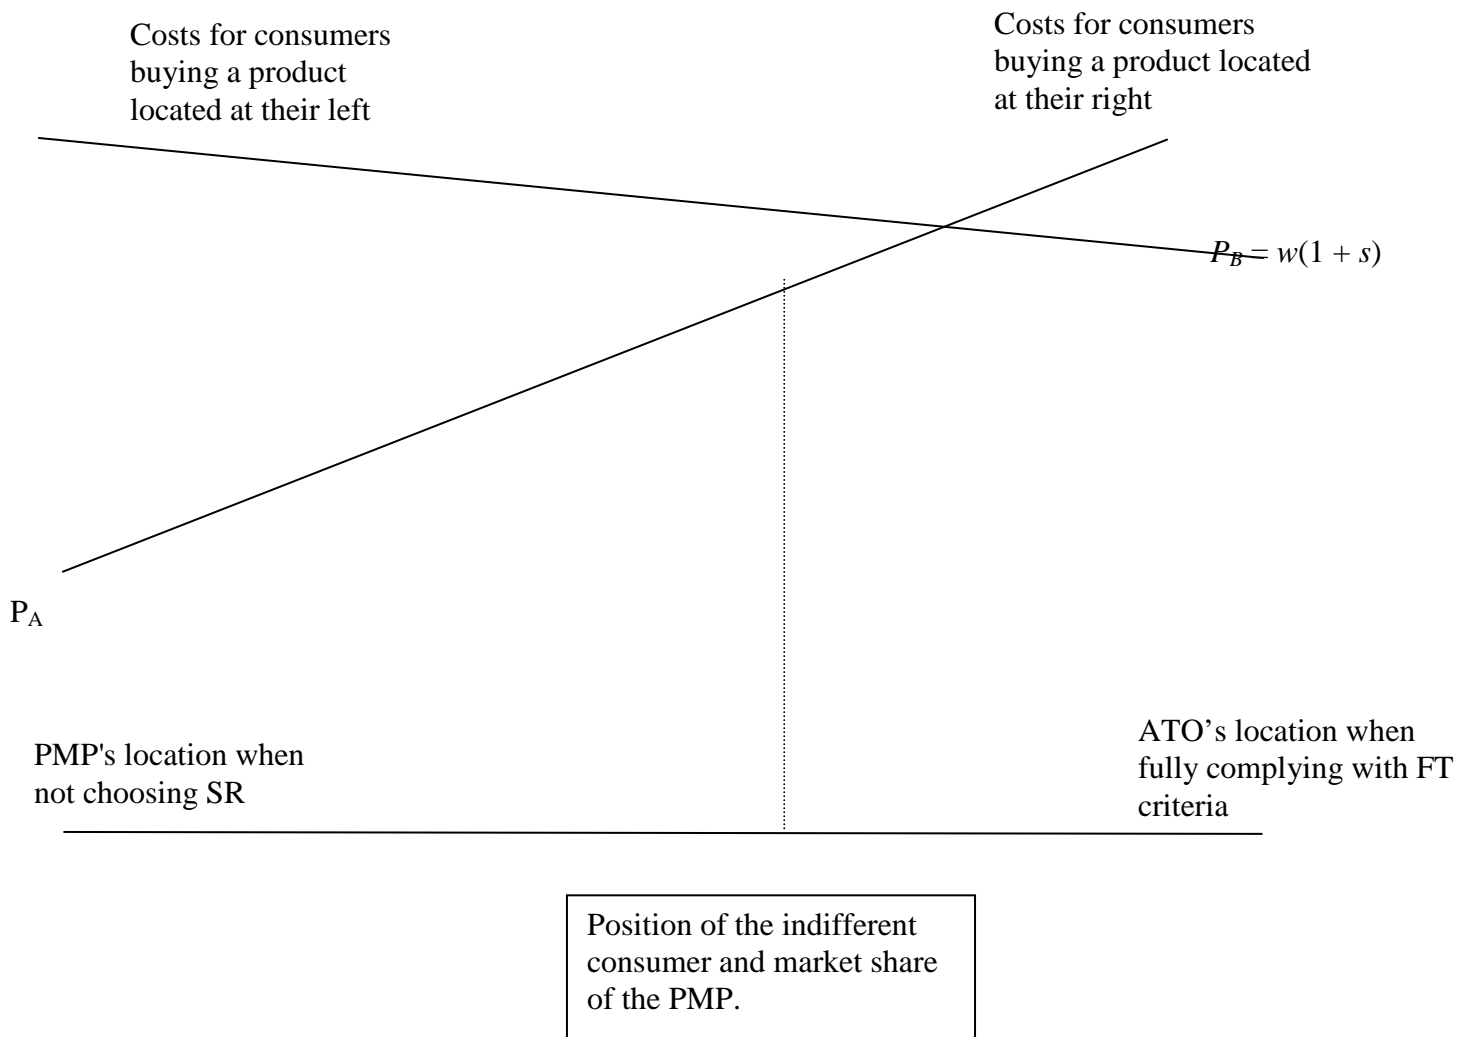 Costs for consumers
buying a product
located at their left
Costs for consumers
buying a product located
at their right
P_B = w(1 + s)
P_A
PMP's location when
not choosing SR
ATO’s location when
fully complying with FT
criteria
Position of the indifferent
consumer and market share
of the PMP.